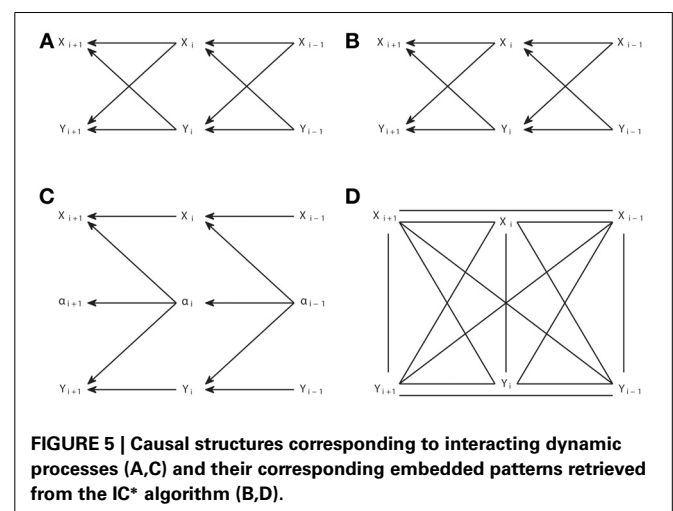 A
B
X i+1 X i X i−1
X i+1 X i X i−1
Y i+1 Y i Y i−1
Y i+1 Y i Y i−1
C
D
X i+1 X i X i−1
X i+1 X i X i−1
α i+1 α i α i−1
Y i+1 Y i Y i−1
Y i+1 Y i Y i−1
FIGURE 5 | Causal structures corresponding to interacting dynamic
processes (A,C) and their corresponding embedded patterns retrieved
from the IC* algorithm (B,D).